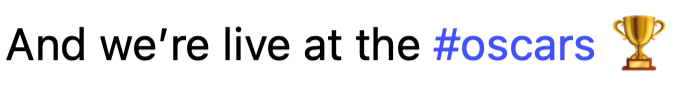 And we’re live at the #oscars 🏆